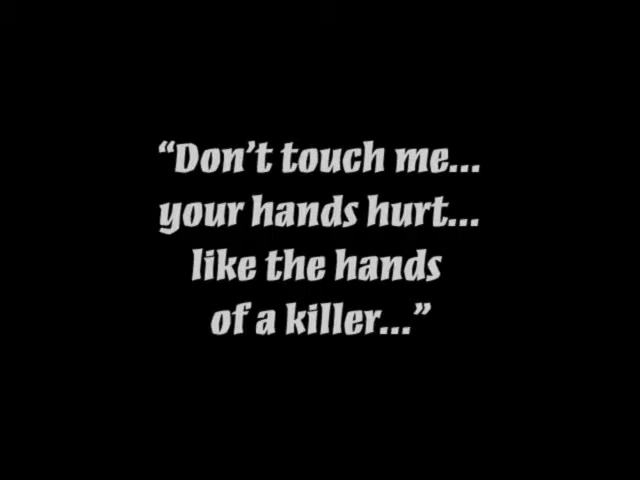 “Don’t touch me...
your hands hurt...
like the hands
of a killer...”